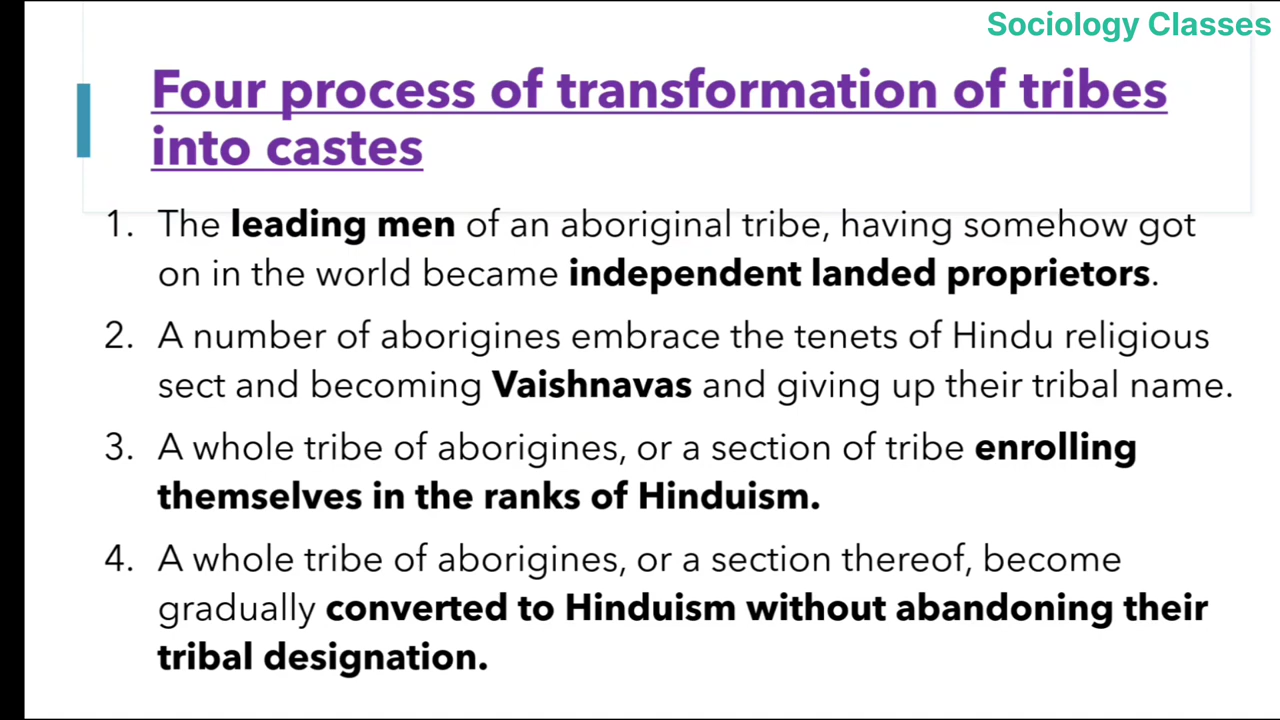 Sociology Classes
Four process of transformation of tribes
into castes
1. The leading men of an aboriginal tribe, having somehow got
on in the world became independent landed proprietors.
2. A number of aborigines embrace the tenets of Hindu religious
sect and becoming Vaishnavas and giving up their tribal name.
3. A whole tribe of aborigines, or a section of tribe enrolling
themselves in the ranks of Hinduism.
4. A whole tribe of aborigines, or a section thereof, become
gradually converted to Hinduism without abandoning their
tribal designation.